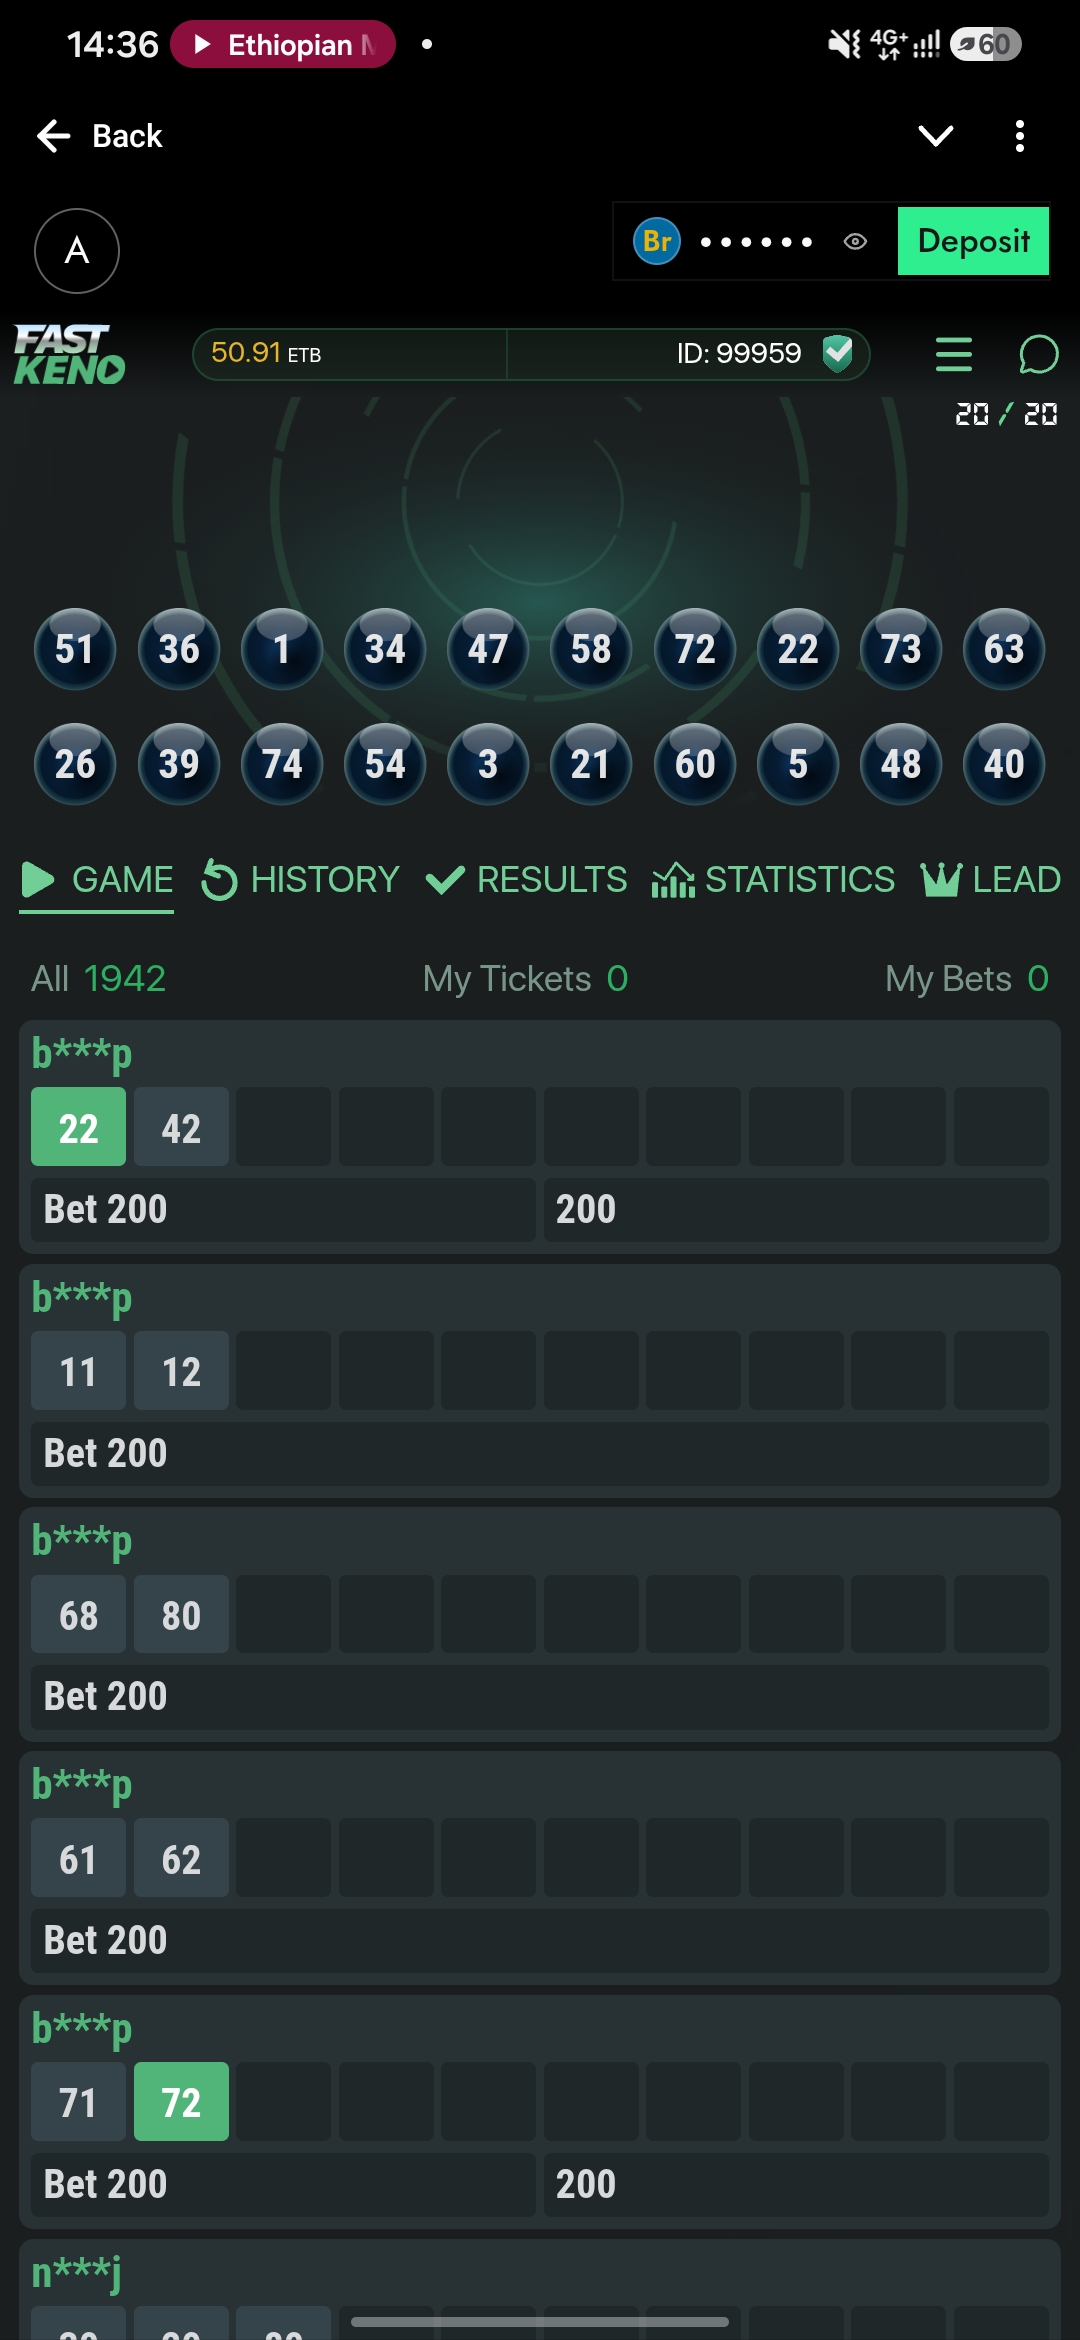 14:36 Ethiopian 4G+ 60
Back
A Br •••••• Deposit
FAST KENO 50.91 ETB ID: 99959
20 / 20
51 36 1 34 47 58 72 22 73 63
26 39 74 54 3 21 60 5 48 40
GAME HISTORY RESULTS STATISTICS LEAD
All 1942 My Tickets 0 My Bets 0
b***p
22 42
Bet 200 200
b***p
11 12
Bet 200
b***p
68 80
Bet 200
b***p
61 62
Bet 200
b***p
71 72
Bet 200 200
n***j